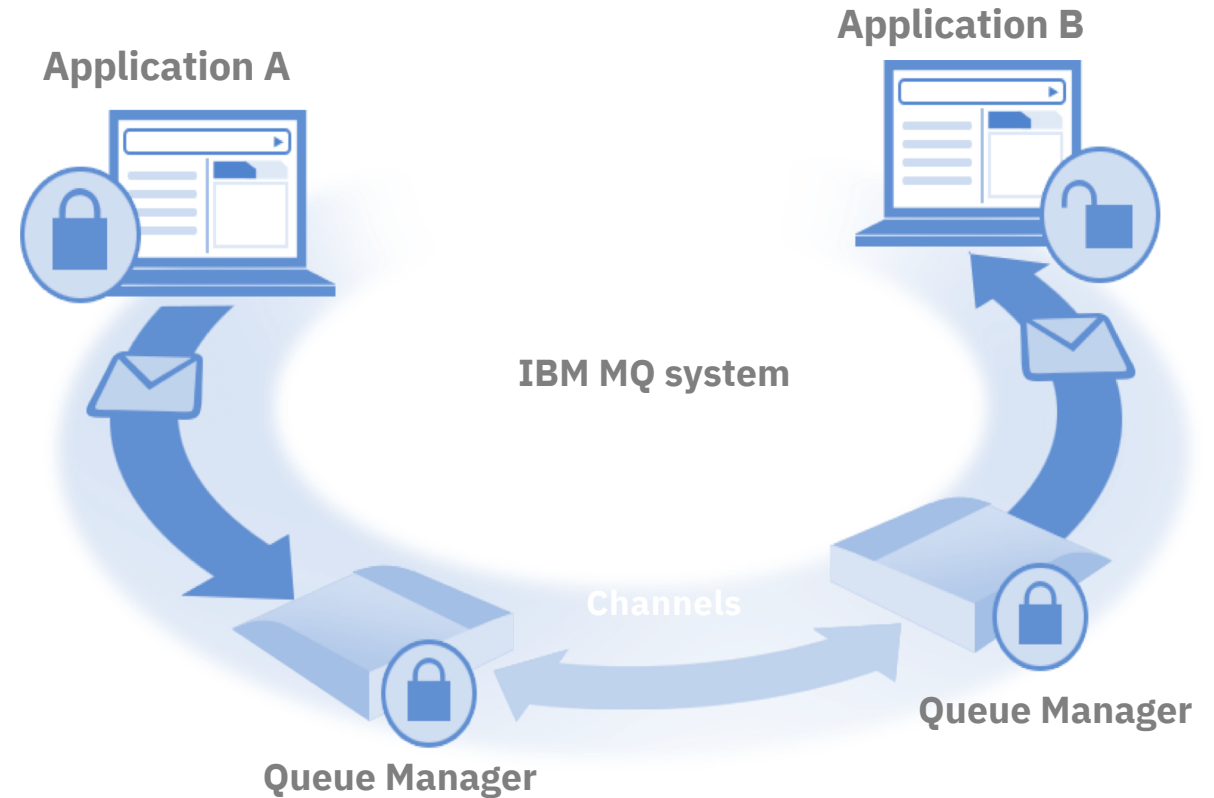 Application B
Application A
IBM MQ system
Channels
Queue Manager
Queue Manager